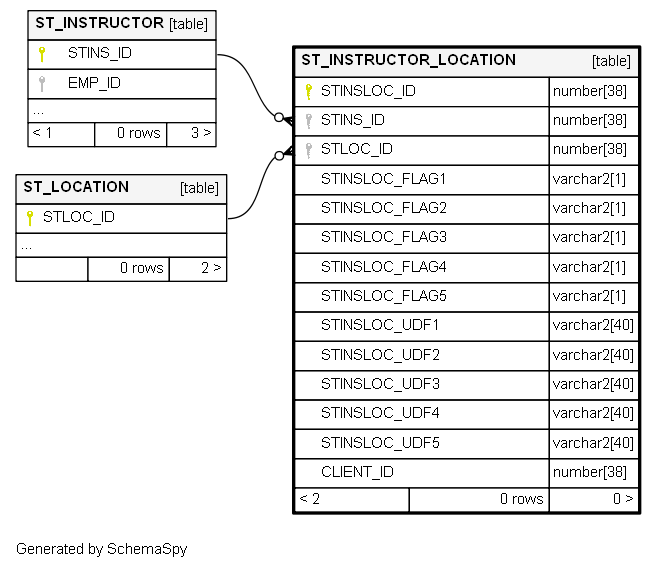 ST_INSTRUCTOR [table]
STINS_ID
EMP_ID
...
< 1 0 rows 3 >
ST_LOCATION [table]
STLOC_ID
...
0 rows 2 >
ST_INSTRUCTOR_LOCATION [table]
STINSLOC_ID number[38]
STINS_ID number[38]
STLOC_ID number[38]
STINSLOC_FLAG1 varchar2[1]
STINSLOC_FLAG2 varchar2[1]
STINSLOC_FLAG3 varchar2[1]
STINSLOC_FLAG4 varchar2[1]
STINSLOC_FLAG5 varchar2[1]
STINSLOC_UDF1 varchar2[40]
STINSLOC_UDF2 varchar2[40]
STINSLOC_UDF3 varchar2[40]
STINSLOC_UDF4 varchar2[40]
STINSLOC_UDF5 varchar2[40]
CLIENT_ID number[38]
< 2 0 rows 0 >
Generated by SchemaSpy